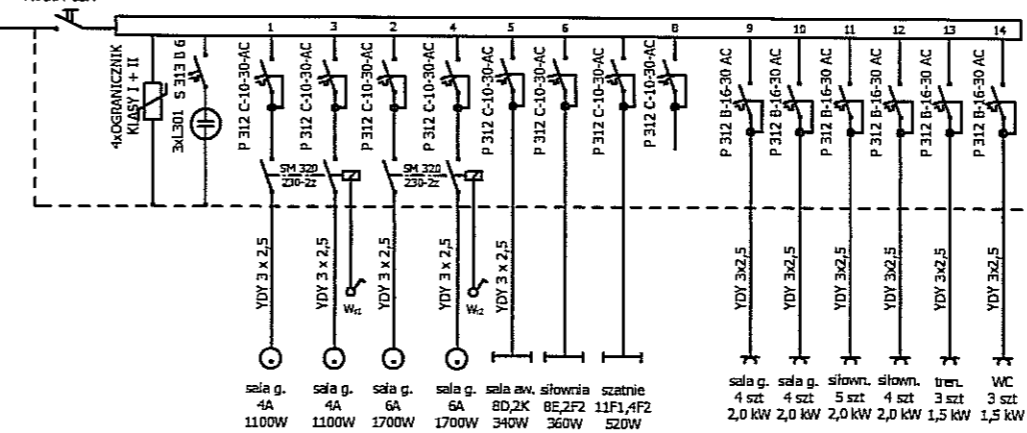 1 3 2 4 5 6 7 8 9 10 11 12 13 14
4xOGRANICZNIK
KLASY I + II
3xL301 S 313 B 6
P 312 C-10-30-AC
P 312 C-10-30-AC
P 312 C-10-30-AC
P 312 C-10-30-AC
P 312 C-10-30-AC
P 312 C-10-30-AC
P 312 C-10-30-AC
P 312 C-10-30-AC
P 312 B-16-30 AC
P 312 B-16-30 AC
P 312 B-16-30 AC
P 312 B-16-30 AC
P 312 B-16-30 AC
P 312 B-16-30 AC
SM 320
230-2z
SM 320
230-2z
YDY 3 x 2,5
YDY 3 x 2,5
YDY 3 x 2,5
YDY 3 x 2,5
YDY 3 x 2,5
YDY 3x2,5
YDY 3x2,5
YDY 3x2,5
YDY 3x2,5
YDY 3x2,5
YDY 3x2,5
sala g.
4A
1100W
sala g.
4A
1100W
sala g.
6A
1700W
sala g.
6A
1700W
sala aw.
8D,2K
340W
siłownia
8E,2F2
360W
szatnie
11F1,4F2
520W
sala g.
4 szt
2,0 kW
sala g.
4 szt
2,0 kW
siłown.
5 szt
2,0 kW
siłown.
4 szt
2,0 kW
tren.
3 szt
1,5 kW
WC
3 szt
1,5 kW